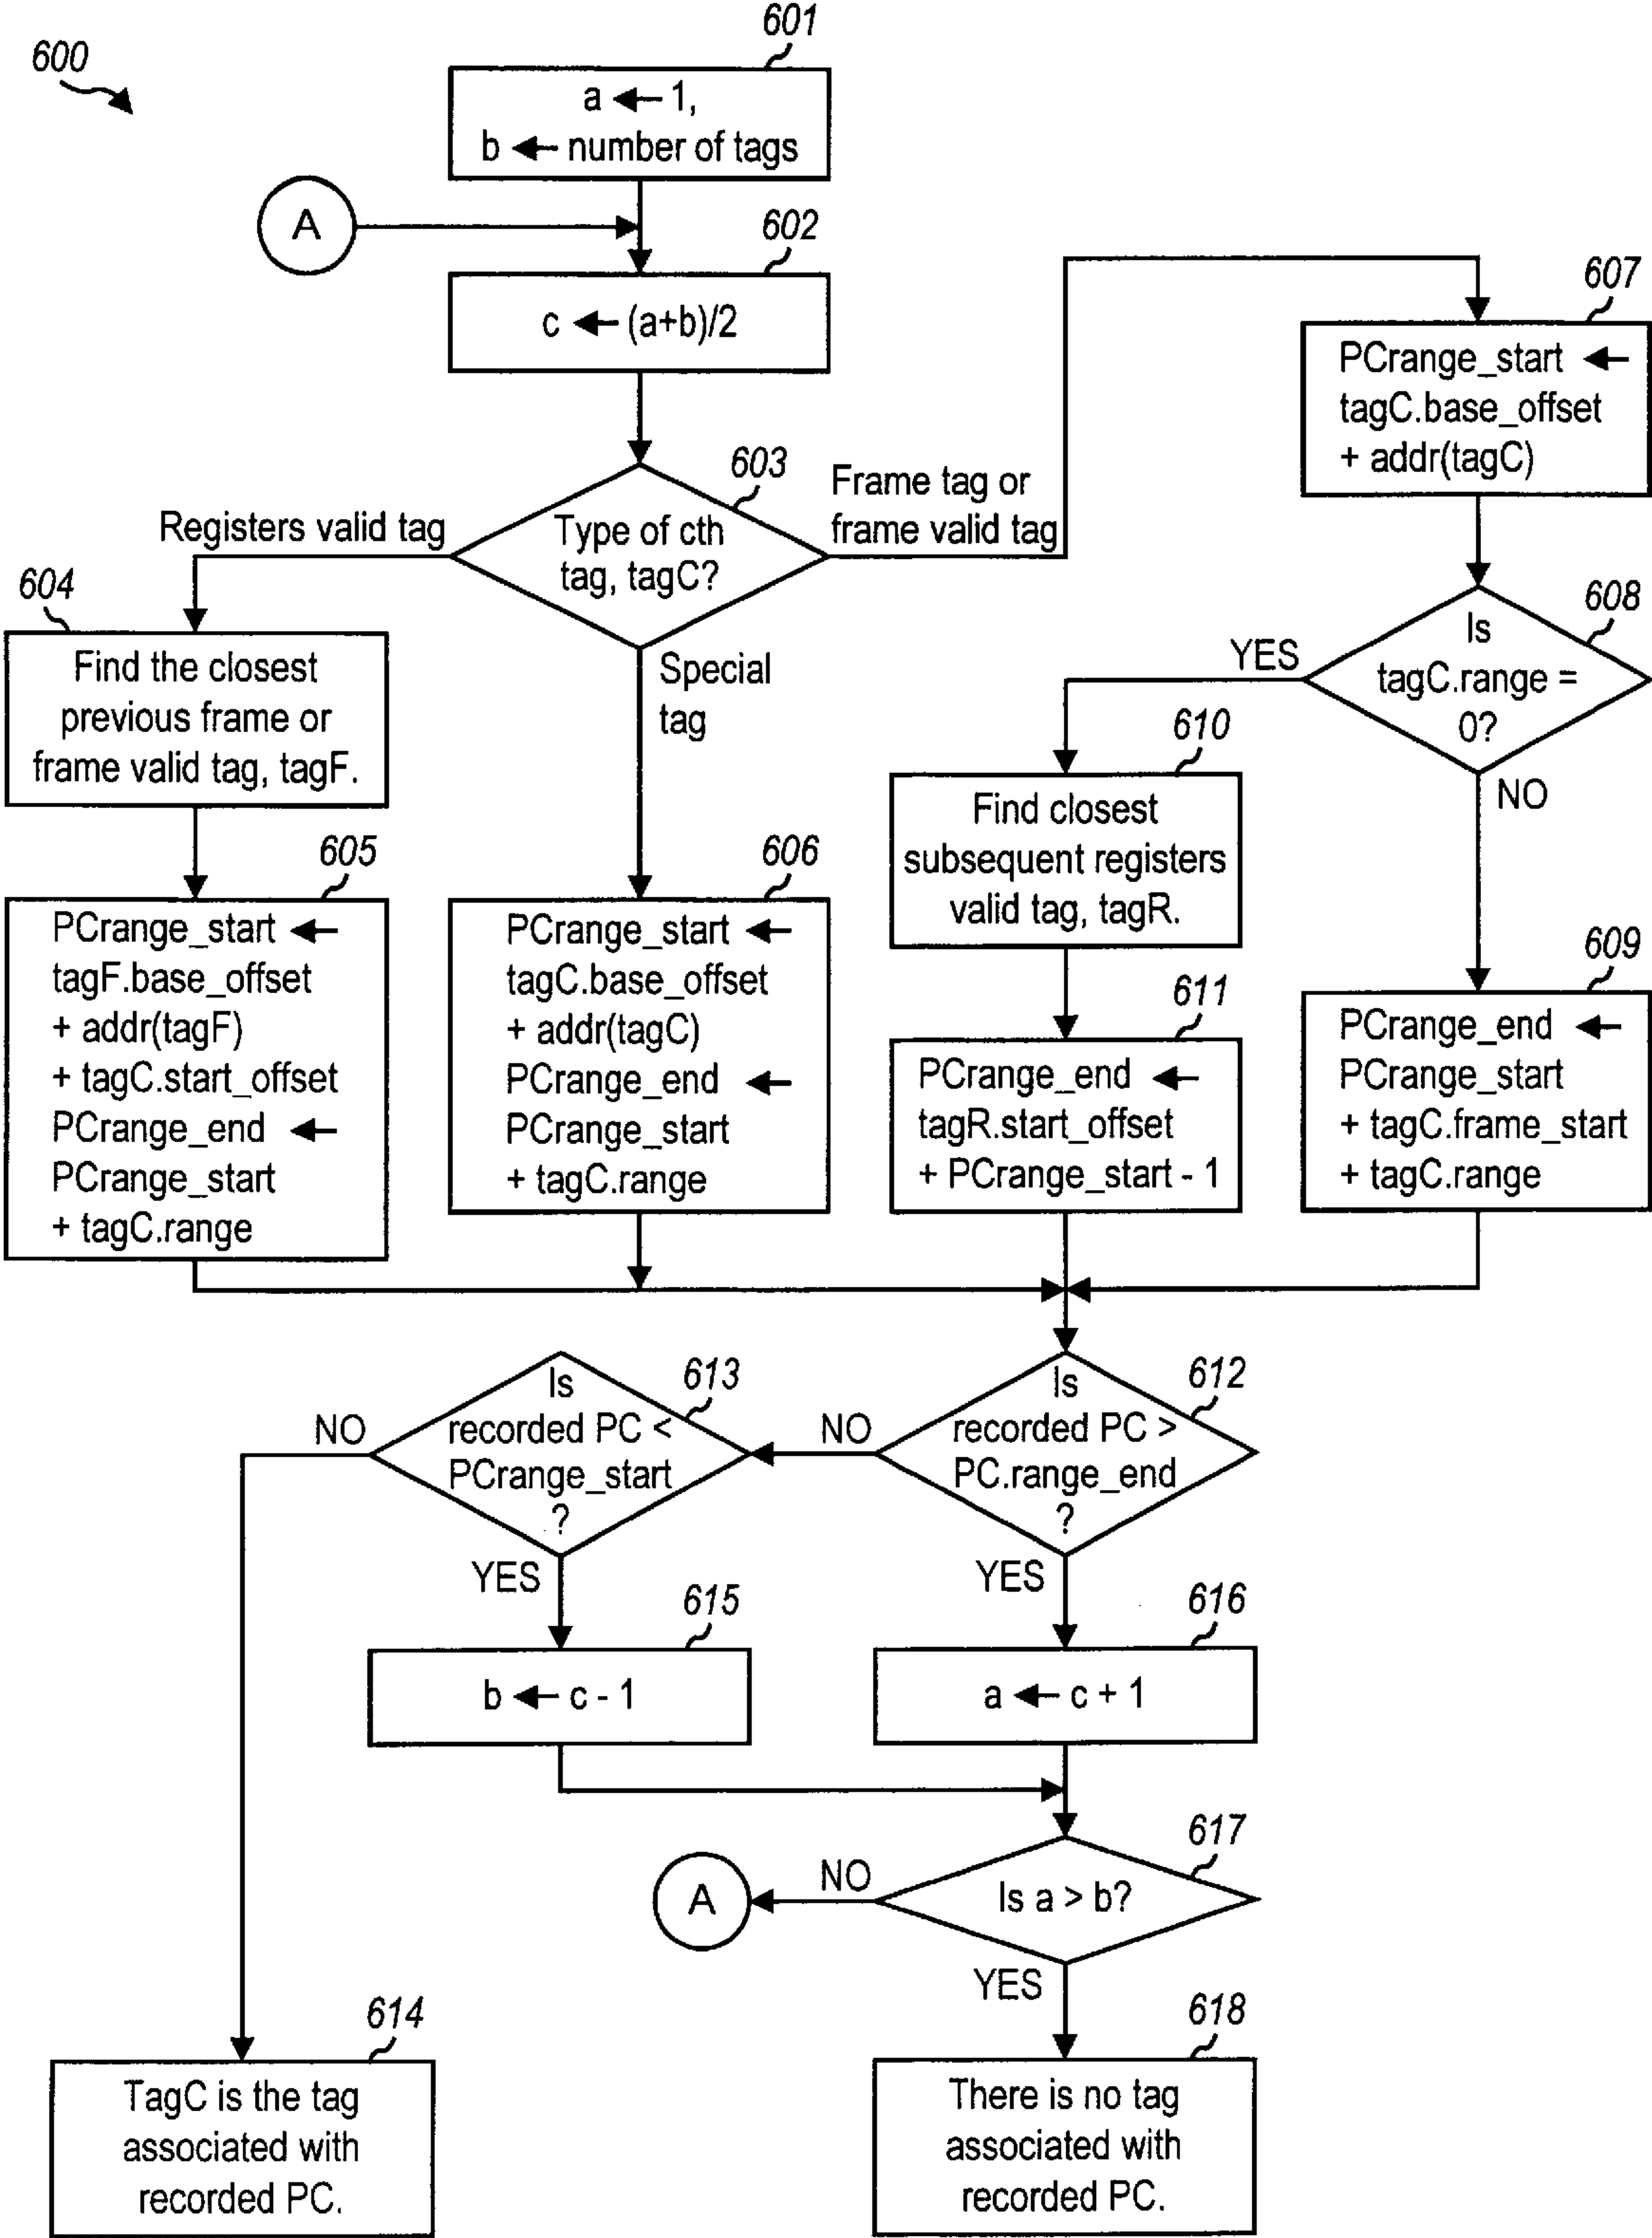 600
601
a ← 1,
b ← number of tags
A
602
c ← (a+b)/2
603
Type of cth
tag, tagC?
Registers valid tag
Frame tag or
frame valid tag
Special
tag
604
Find the closest
previous frame or
frame valid tag, tagF.
605
PCrange_start ←
tagF.base_offset
+ addr(tagF)
+ tagC.start_offset
PCrange_end ←
PCrange_start
+ tagC.range
606
PCrange_start ←
tagC.base_offset
+ addr(tagC)
PCrange_end ←
PCrange_start
+ tagC.range
607
PCrange_start ←
tagC.base_offset
+ addr(tagC)
608
Is
tagC.range =
0?
YES
NO
610
Find closest
subsequent registers
valid tag, tagR.
611
PCrange_end ←
tagR.start_offset
+ PCrange_start - 1
609
PCrange_end ←
PCrange_start
+ tagC.frame_start
+ tagC.range
612
Is
recorded PC >
PC.range_end
?
NO
YES
613
Is
recorded PC <
PCrange_start
?
NO
YES
615
b ← c - 1
616
a ← c + 1
617
Is a > b?
NO
A
YES
614
TagC is the tag
associated with
recorded PC.
618
There is no tag
associated with
recorded PC.